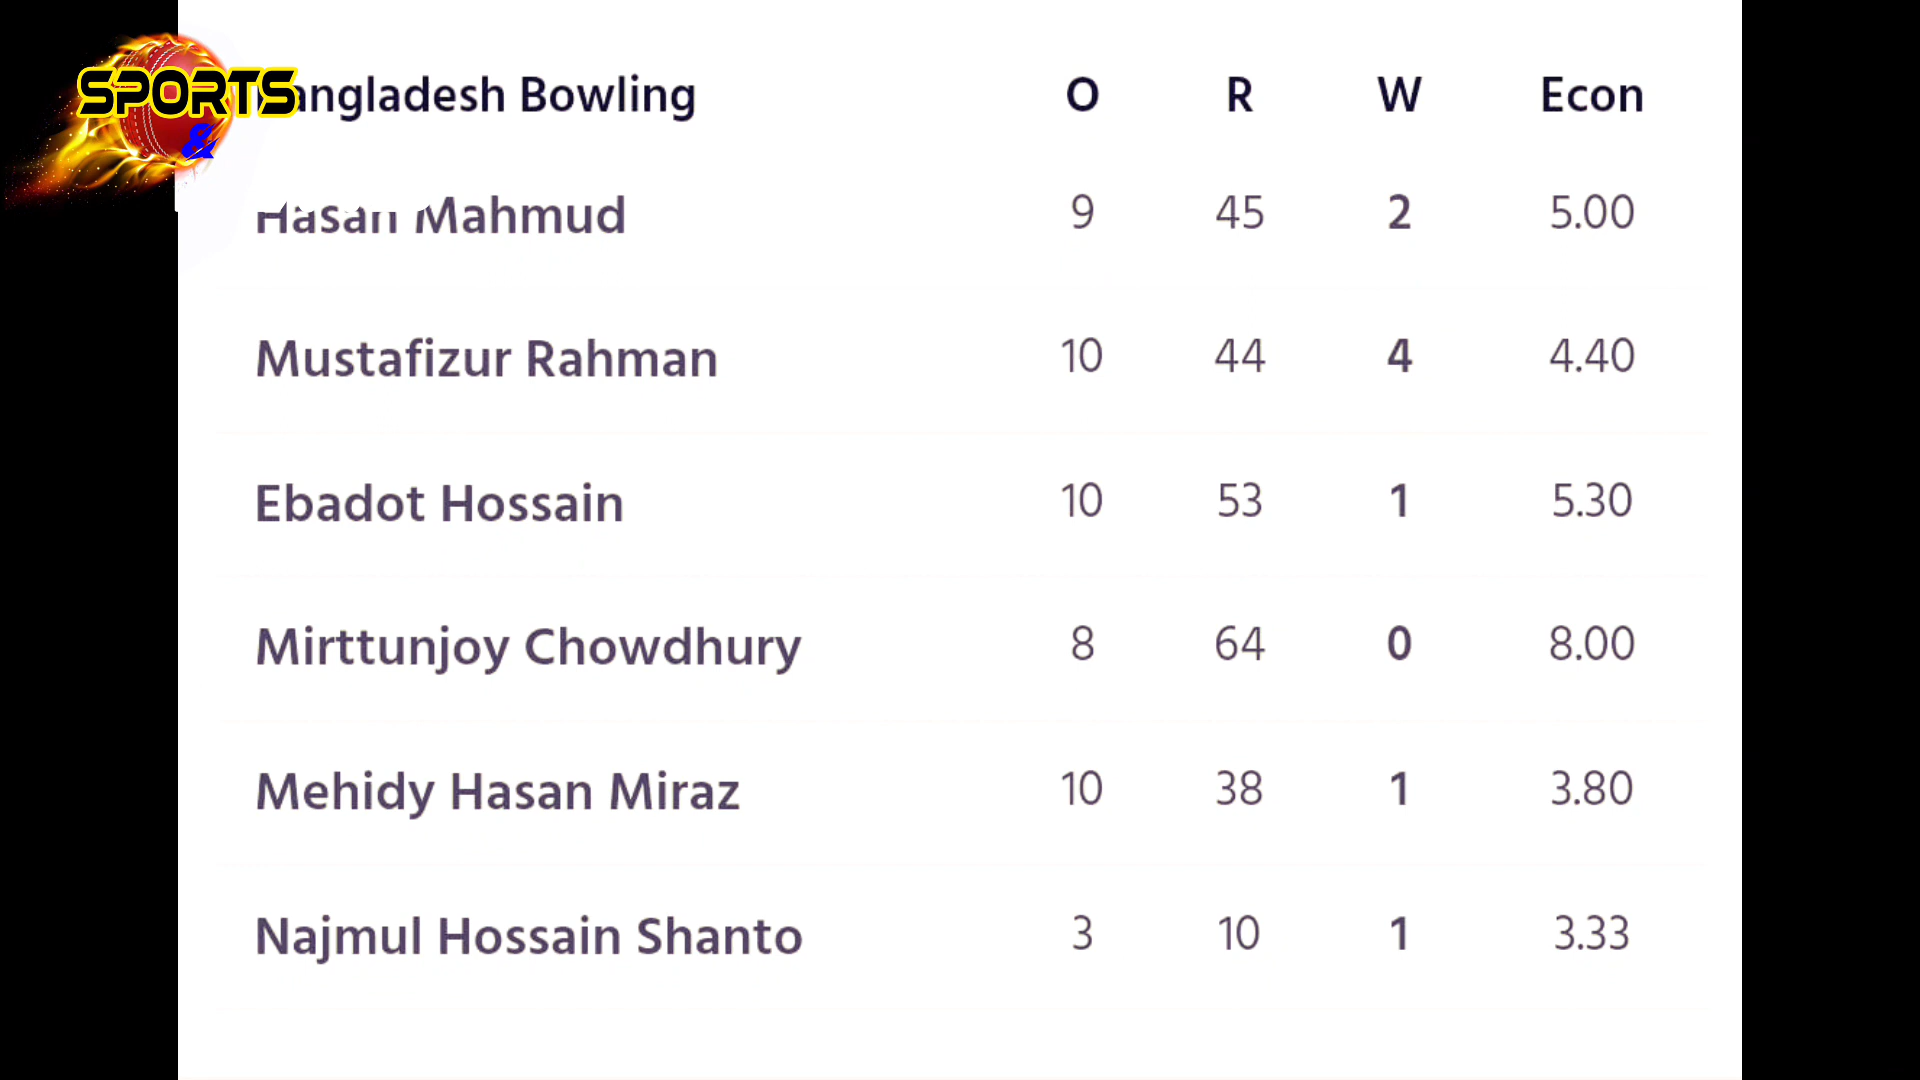 SPORTS
&
Bangladesh Bowling O R W Econ
Hasan Mahmud 9 45 2 5.00
Mustafizur Rahman 10 44 4 4.40
Ebadot Hossain 10 53 1 5.30
Mirttunjoy Chowdhury 8 64 0 8.00
Mehidy Hasan Miraz 10 38 1 3.80
Najmul Hossain Shanto 3 10 1 3.33